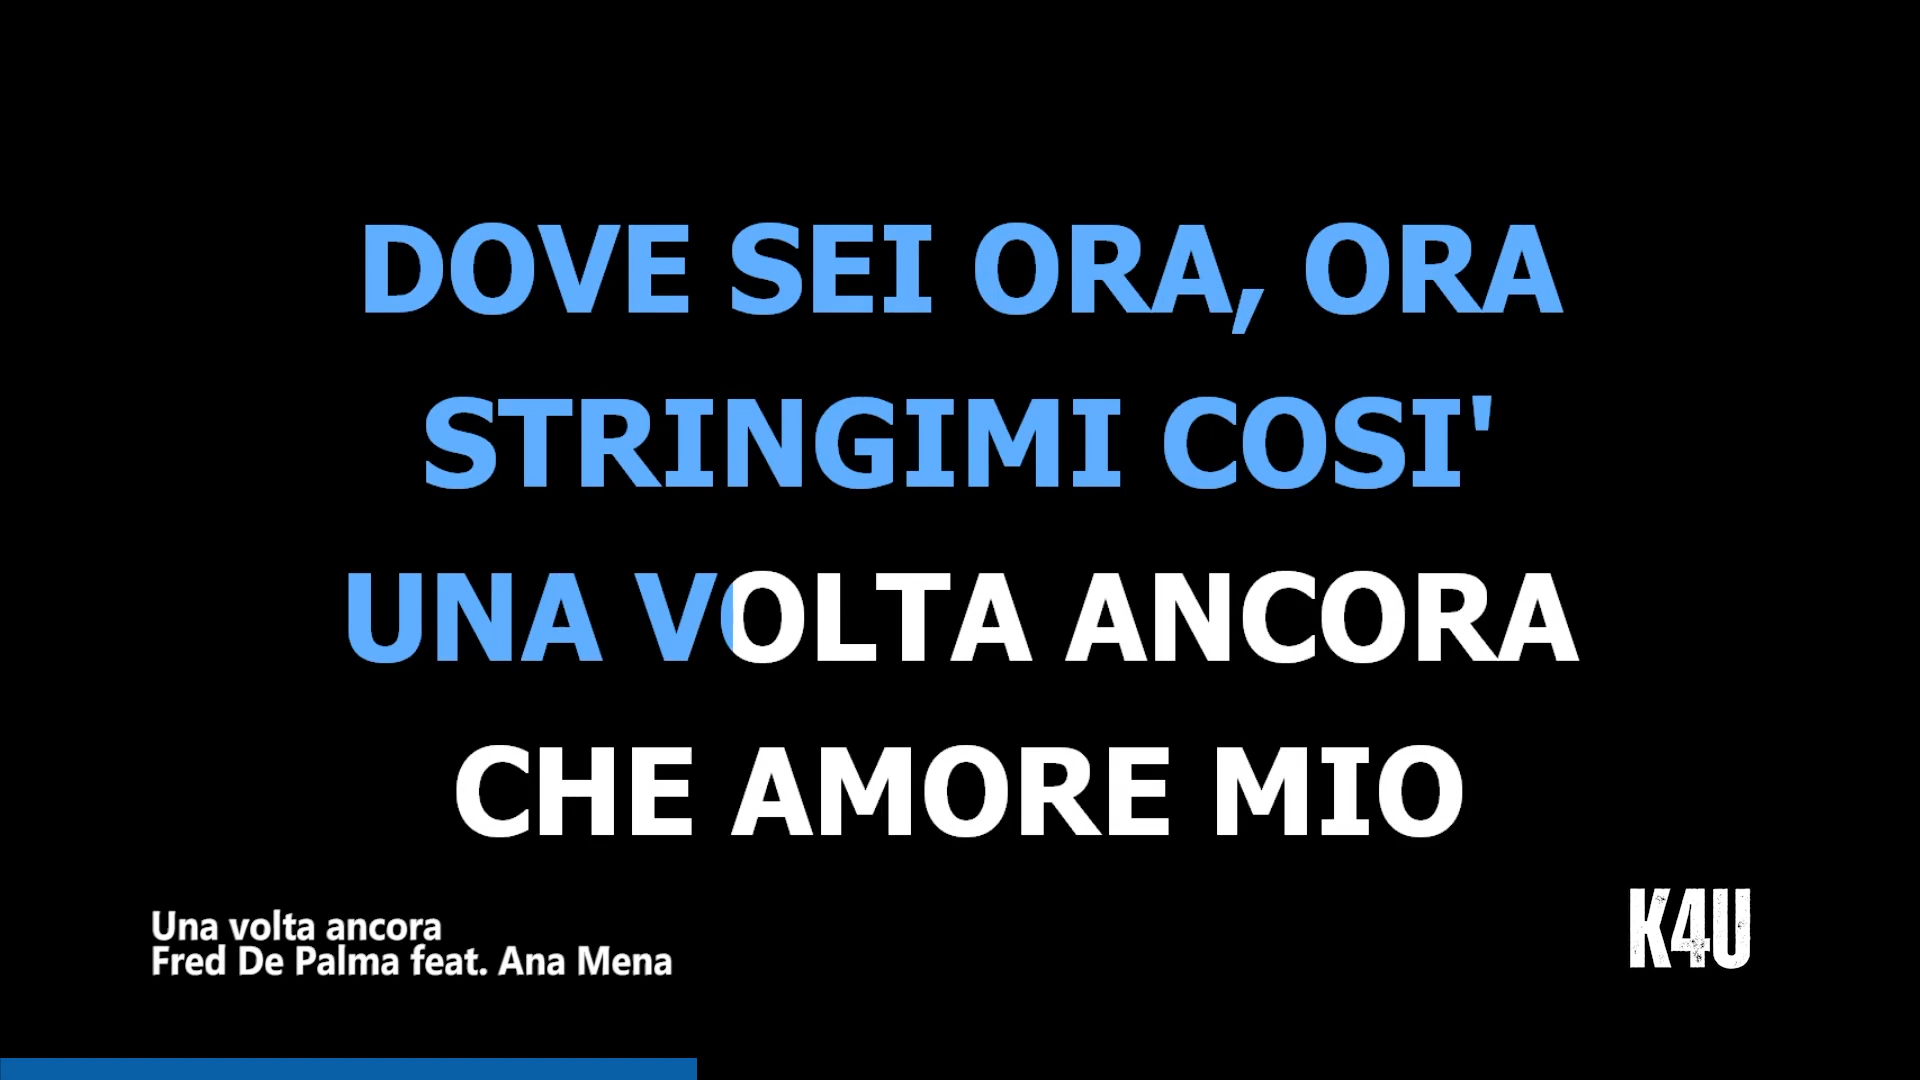 DOVE SEI ORA, ORA
STRINGIMI COSI'
UNA VOLTA ANCORA
CHE AMORE MIO
Una volta ancora
Fred De Palma feat. Ana Mena
K4U